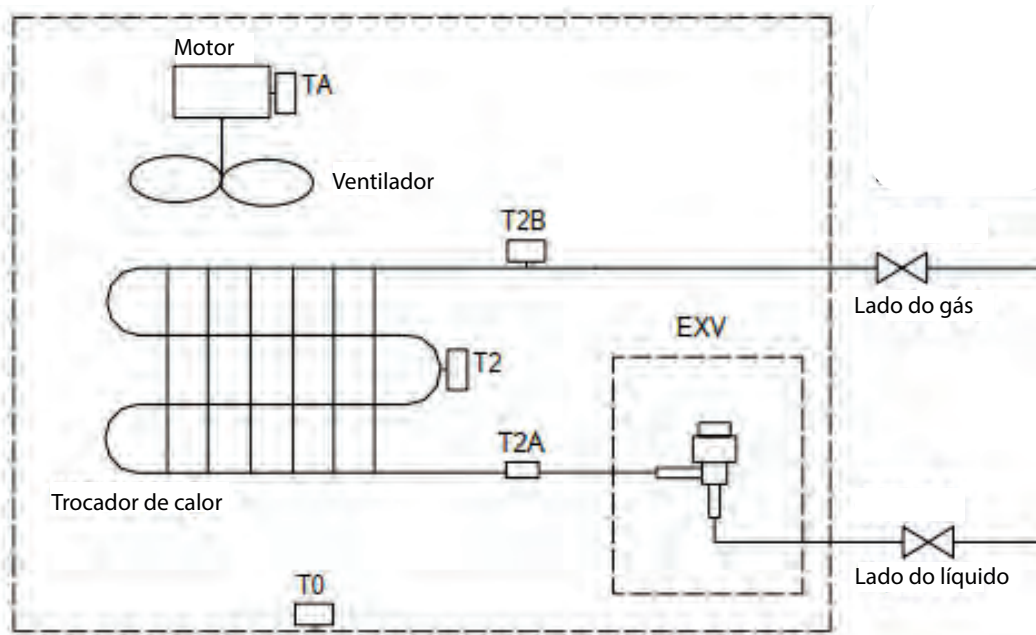 Motor
TA
Ventilador
T2B
Lado do gás
EXV
T2
T2A
Trocador de calor
Lado do líquido
T0